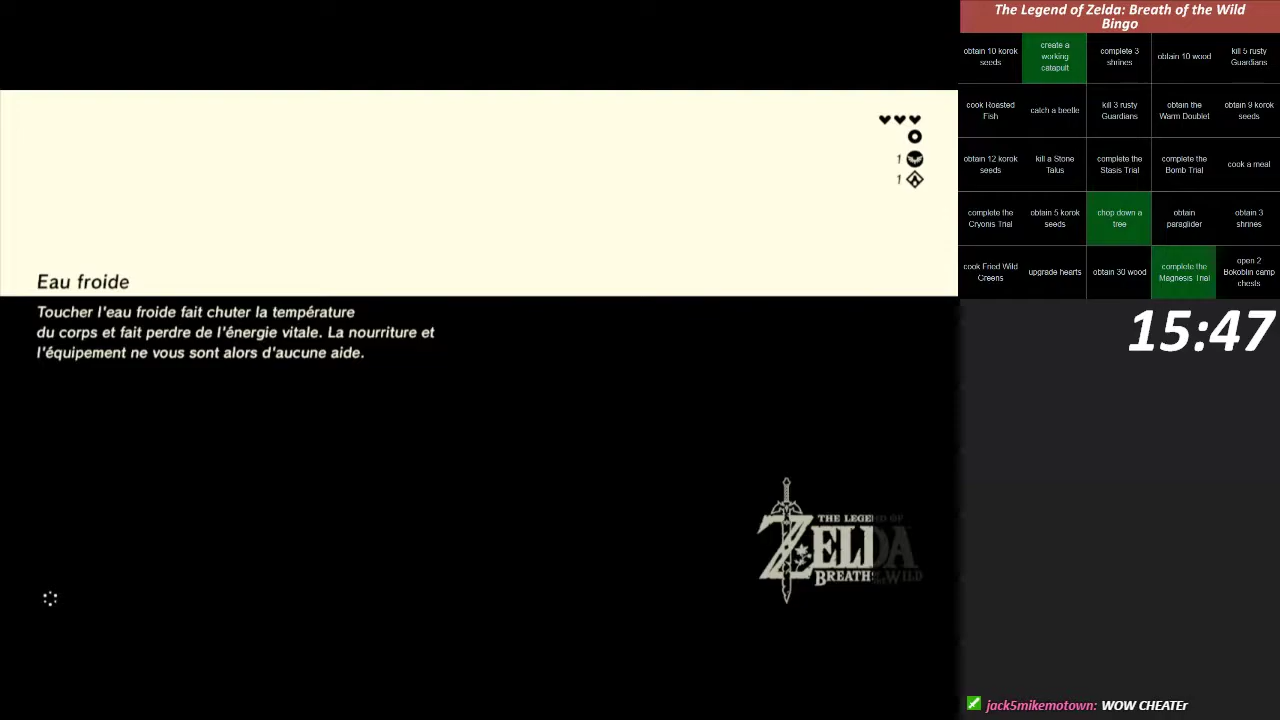 The Legend of Zelda: Breath of the Wild
Bingo
obtain 10 korok
seeds
create a
working
catapult
complete 3
shrines
obtain 10 wood
kill 5 rusty
Guardians
cook Roasted
Fish
catch a beetle
kill 3 rusty
Guardians
obtain the
Warm Doublet
obtain 9 korok
seeds
obtain 12 korok
seeds
kill a Stone
Talus
complete the
Stasis Trial
complete the
Bomb Trial
cook a meal
complete the
Cryonis Trial
obtain 5 korok
seeds
chop down a
tree
obtain
paraglider
obtain 3
shrines
cook Fried Wild
Greens
upgrade hearts
obtain 30 wood
complete the
Magnesis Trial
open 2
Bokoblin camp
chests
15:47
1
1
Eau froide
Toucher l'eau froide fait chuter la température
du corps et fait perdre de l'énergie vitale. La nourriture et
l'équipement ne vous sont alors d'aucune aide.
THE LEGEND OF
ZELDA
BREATH OF THE WILD
jack5mikemotown: WOW CHEATEr